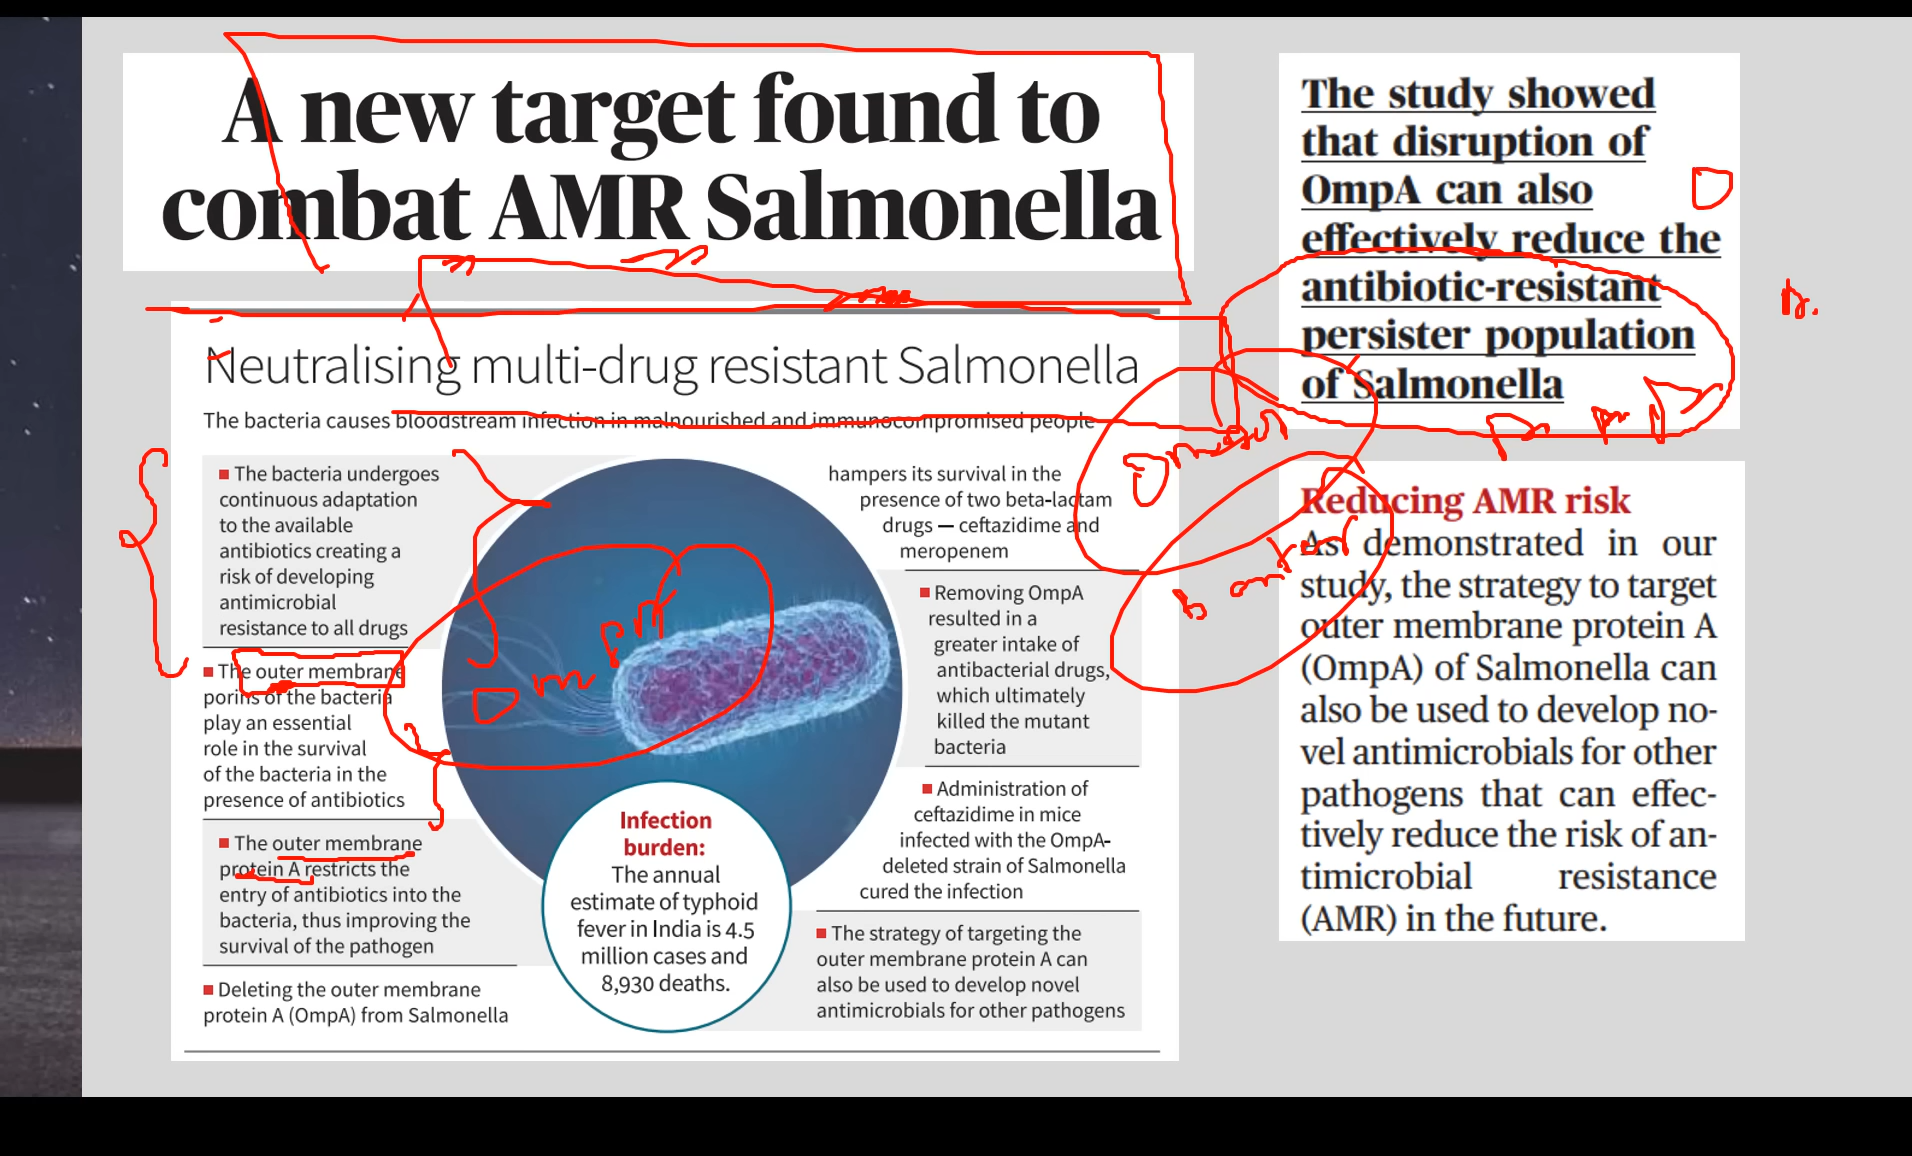 A new target found to
combat AMR Salmonella
Neutralising multi-drug resistant Salmonella
The bacteria causes bloodstream infection in malnourished and immunocompromised people
■ The bacteria undergoes
continuous adaptation
to the available
antibiotics creating a
risk of developing
antimicrobial
resistance to all drugs
■ The outer membrane
porins of the bacteria
play an essential
role in the survival
of the bacteria in the
presence of antibiotics
■ The outer membrane
protein A restricts the
entry of antibiotics into the
bacteria, thus improving the
survival of the pathogen
■ Deleting the outer membrane
protein A (OmpA) from Salmonella
hampers its survival in the
presence of two beta-lactam
drugs — ceftazidime and
meropenem
■ Removing OmpA
resulted in a
greater intake of
antibacterial drugs,
which ultimately
killed the mutant
bacteria
■ Administration of
ceftazidime in mice
infected with the OmpA-
deleted strain of Salmonella
cured the infection
■ The strategy of targeting the
outer membrane protein A can
also be used to develop novel
antimicrobials for other pathogens
Infection
burden:
The annual
estimate of typhoid
fever in India is 4.5
million cases and
8,930 deaths.
The study showed
that disruption of
OmpA can also
effectively reduce the
antibiotic-resistant
persister population
of Salmonella
Reducing AMR risk
As demonstrated in our
study, the strategy to target
outer membrane protein A
(OmpA) of Salmonella can
also be used to develop no-
vel antimicrobials for other
pathogens that can effec-
tively reduce the risk of an-
timicrobial resistance
(AMR) in the future.